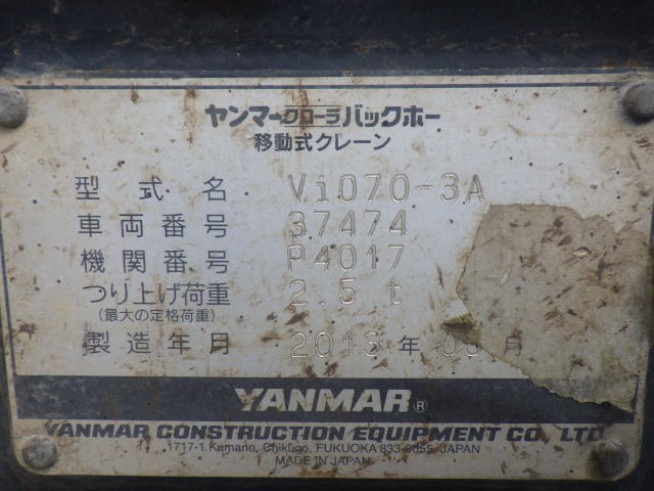 ヤンマークローラバックホー
移動式クレーン
型式名 ViO70-3A
車両番号 37474
機関番号 P4017
つり上げ荷重 2.5 t
(最大の定格荷重)
製造年月 2013 年 月
YANMAR ®
YANMAR CONSTRUCTION EQUIPMENT CO., LTD.
1717-1, Kumano, Chikugo, FUKUOKA 833-0055, JAPAN
MADE IN JAPAN